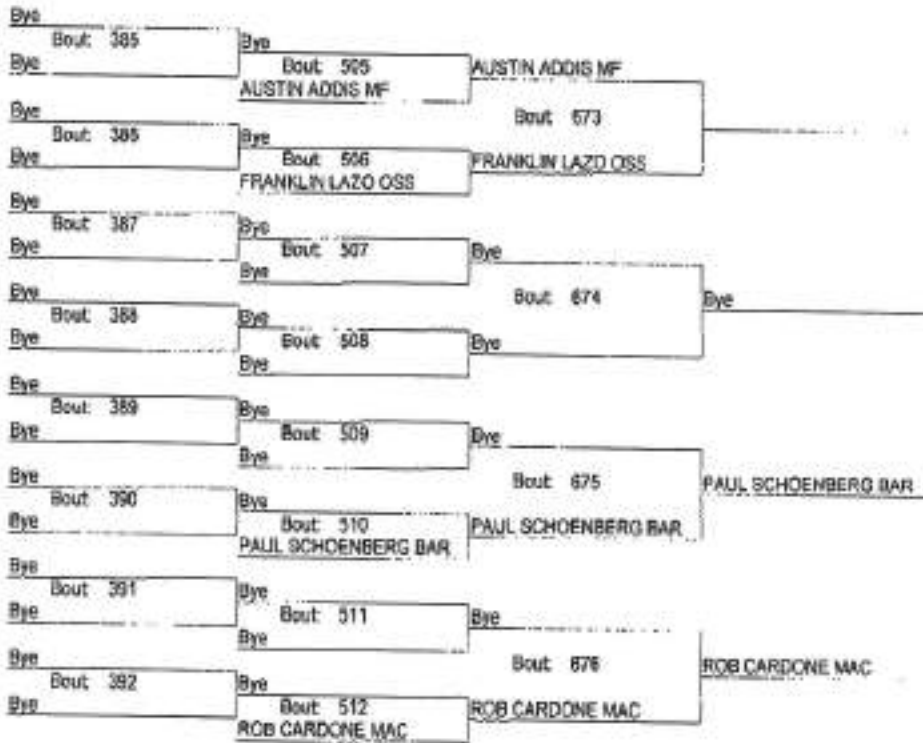 Bye
Bout 385
Bye
Bye
Bout 385
Bye
Bye
Bout 387
Bye
Bye
Bout 388
Bye
Bye
Bout 389
Bye
Bye
Bout 390
Bye
Bye
Bout 391
Bye
Bye
Bout 392
Bye
Bye
Bout 505
AUSTIN ADDIS MF
Bye
Bout 506
FRANKLIN LAZO OSS
Bye
Bout 507
Bye
Bye
Bout 508
Bye
Bye
Bout 509
Bye
Bye
Bout 510
PAUL SCHOENBERG BAR
Bye
Bout 511
Bye
Bye
Bout 512
ROB CARDONE MAC
AUSTIN ADDIS MF
Bout 673
FRANKLIN LAZO OSS
Bye
Bout 674
Bye
Bye
Bout 675
PAUL SCHOENBERG BAR
Bye
Bout 676
ROB CARDONE MAC
Bye
PAUL SCHOENBERG BAR
ROB CARDONE MAC